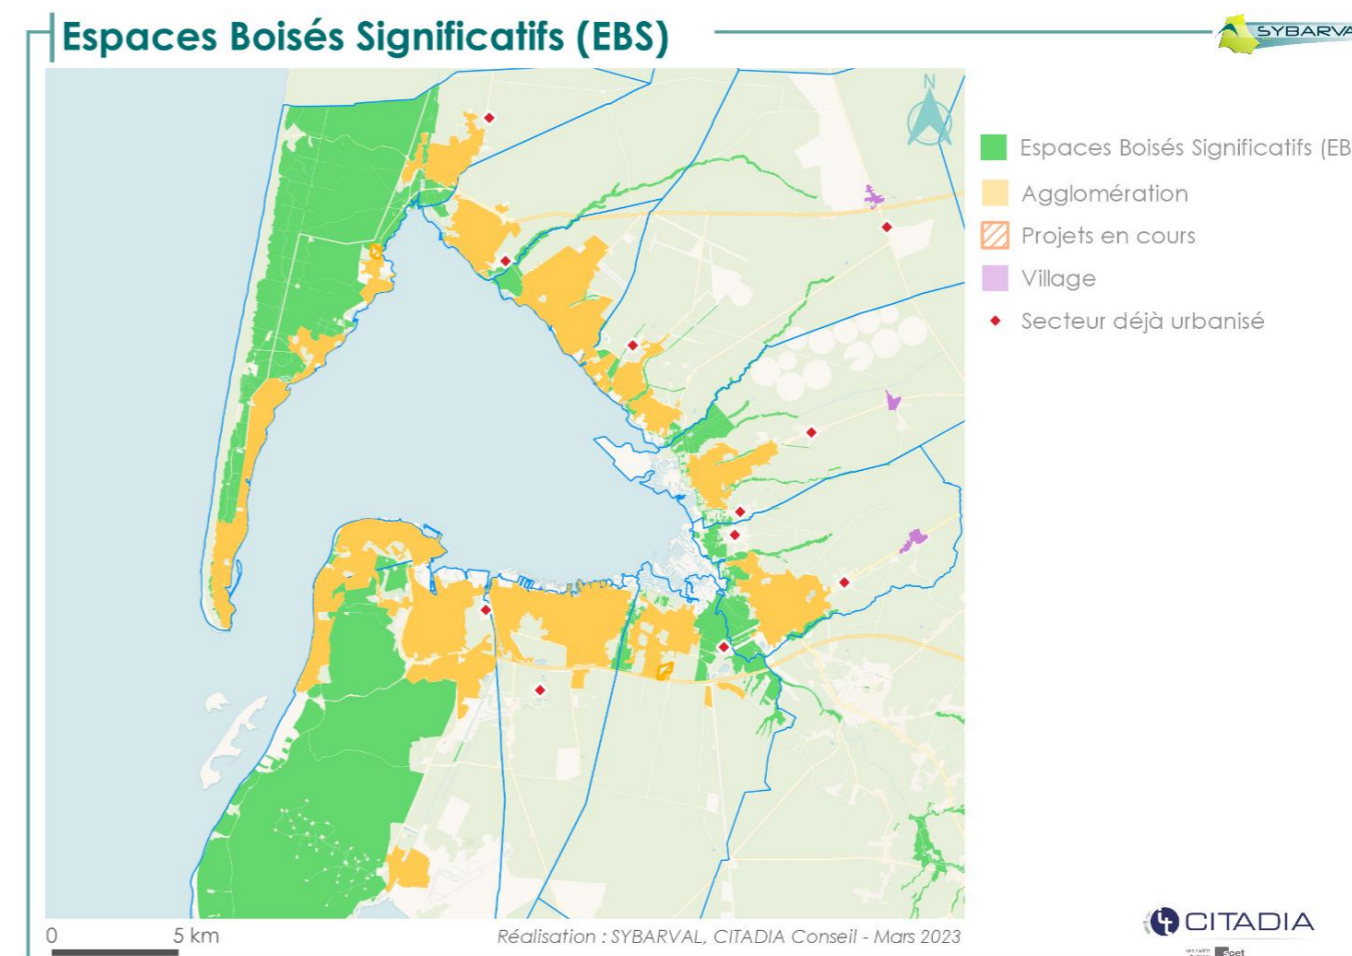 Espaces Boisés Significatifs (EBS)
SYBARVA
N
Espaces Boisés Significatifs (EB
Agglomération
Projets en cours
Village
Secteur déjà urbanisé
0 5 km
Réalisation : SYBARVAL, CITADIA Conseil - Mars 2023
CITADIA
scet